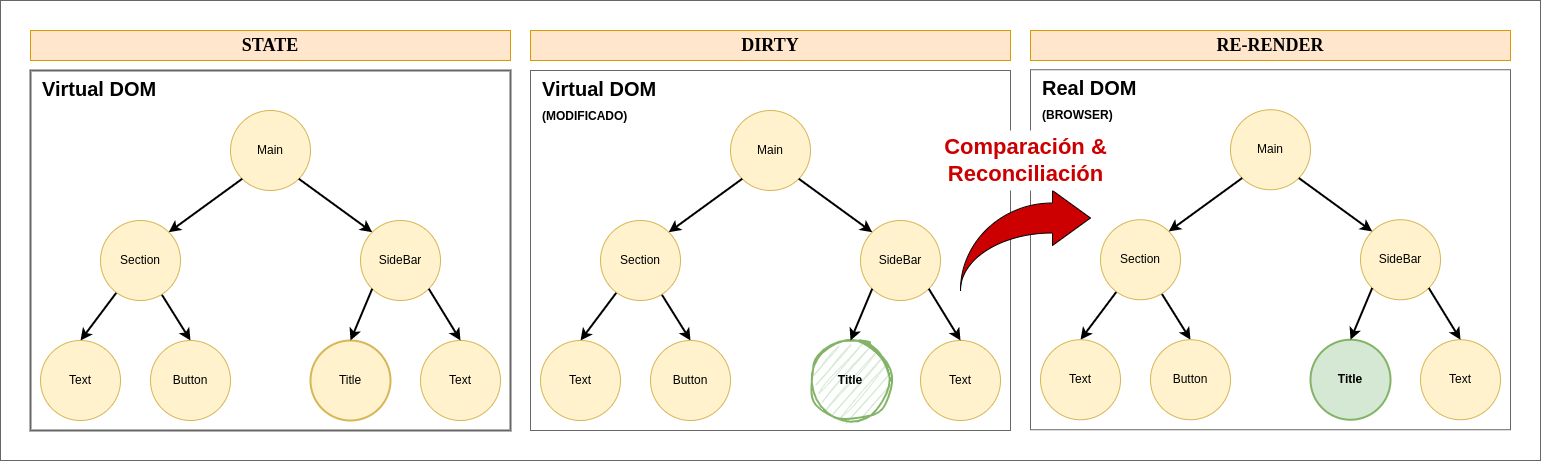 STATE
Virtual DOM
Main
Section
SideBar
Text
Button
Title
Text
DIRTY
Virtual DOM
(MODIFICADO)
Main
Section
SideBar
Text
Button
Title
Text
Comparación &
Reconciliación
RE-RENDER
Real DOM
(BROWSER)
Main
Section
SideBar
Text
Button
Title
Text